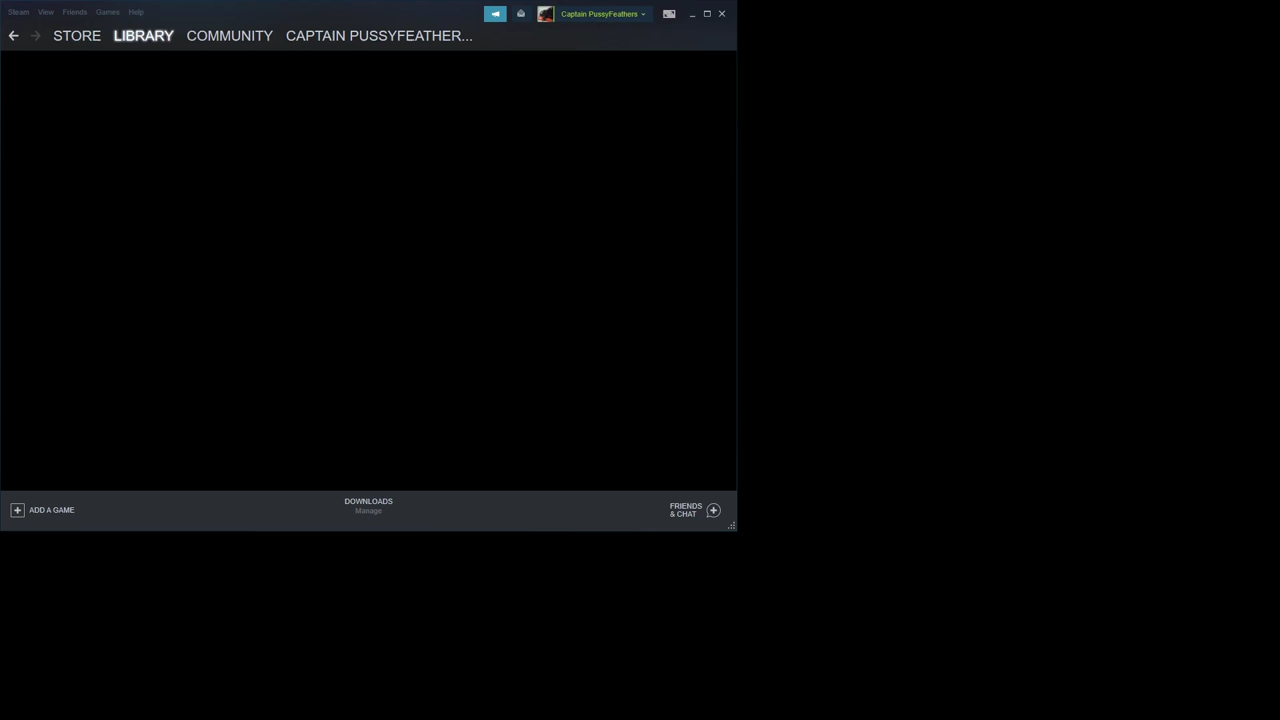 Steam View Friends Games Help
Captain PussyFeathers
STORE LIBRARY COMMUNITY CAPTAIN PUSSYFEATHER...
ADD A GAME
DOWNLOADS
Manage
FRIENDS
& CHAT